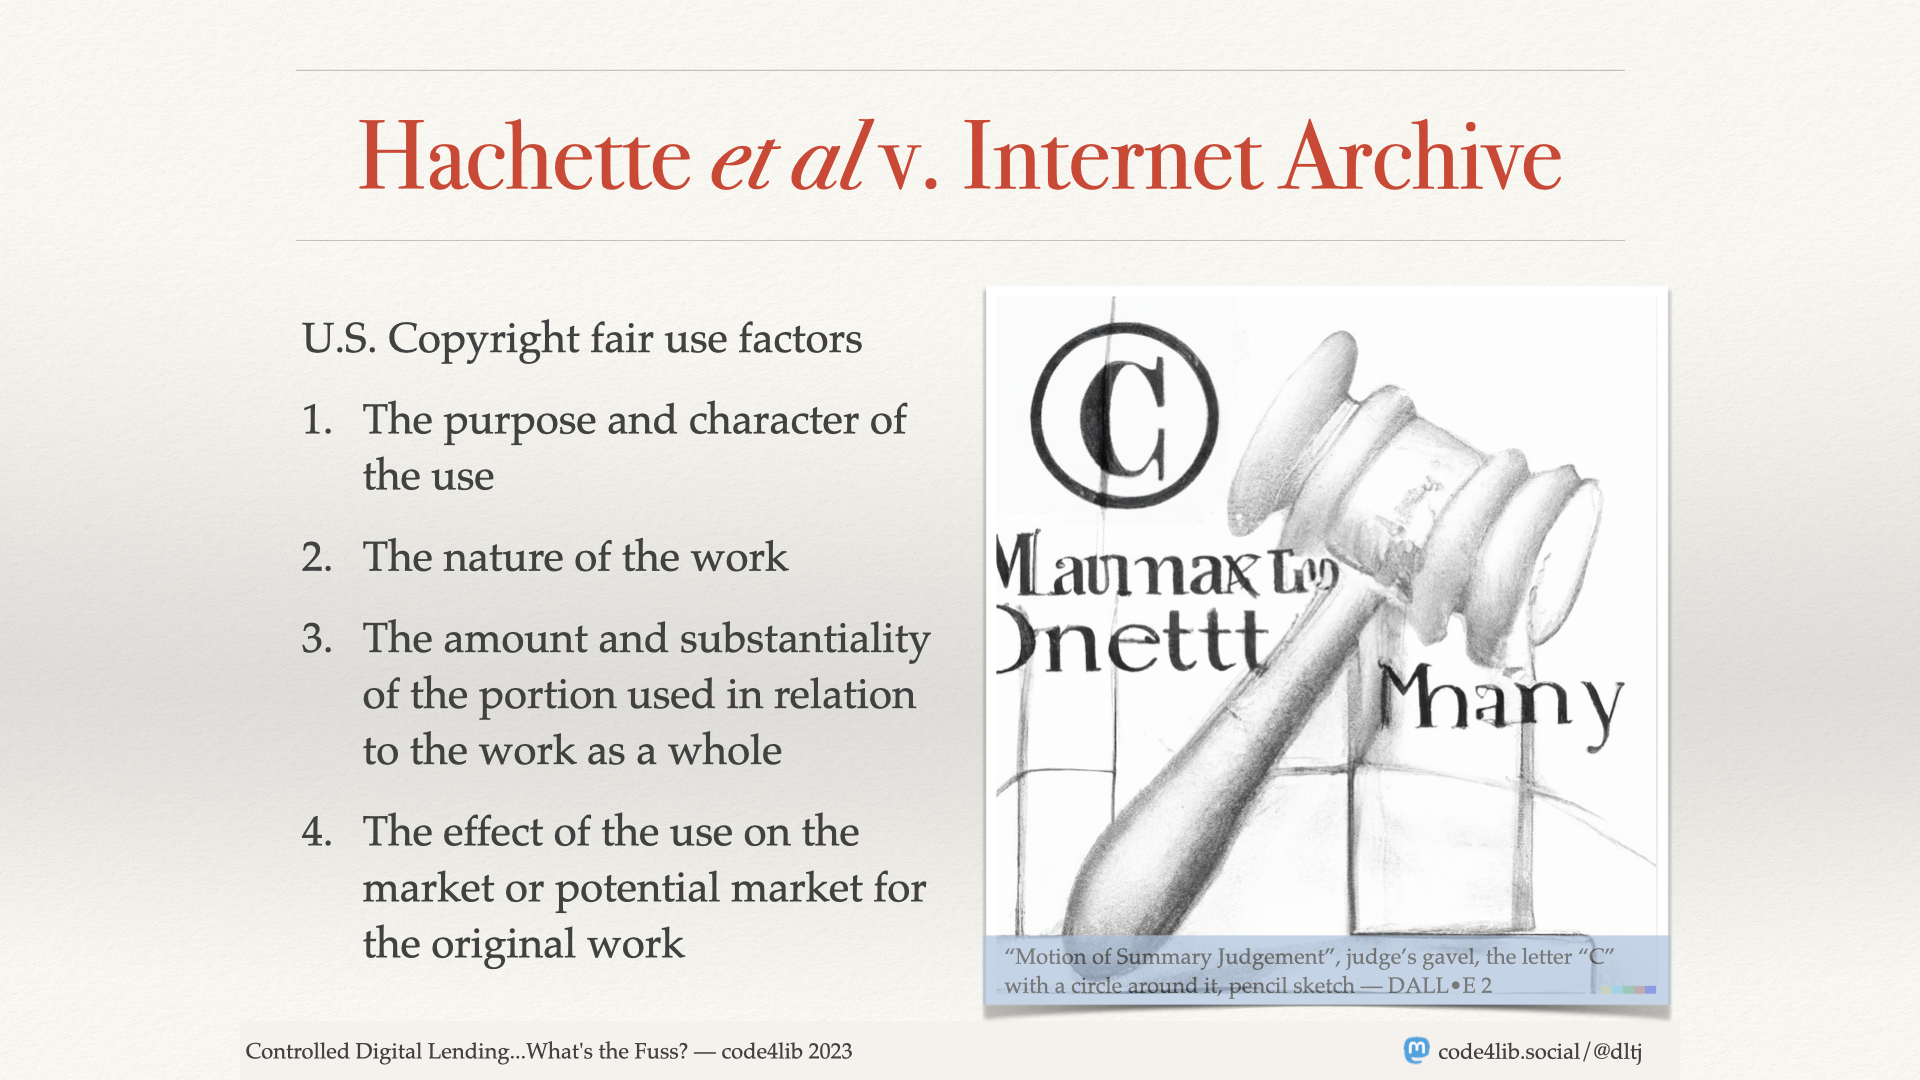 Hachette et al v. Internet Archive
U.S. Copyright fair use factors
1. The purpose and character of
the use
2. The nature of the work
3. The amount and substantiality
of the portion used in relation
to the work as a whole
4. The effect of the use on the
market or potential market for
the original work
©
Onettt
Mhany
“Motion of Summary Judgement”, judge’s gavel, the letter “C”
with a circle around it, pencil sketch — DALL•E 2
Controlled Digital Lending...What's the Fuss? — code4lib 2023
code4lib.social/@dltj